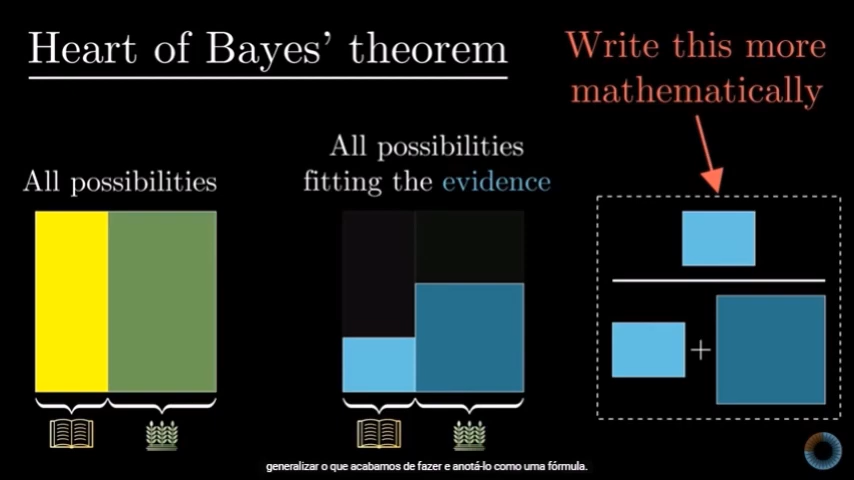 Heart of Bayes' theorem
Write this more
mathematically
All possibilities
All possibilities
fitting the evidence
+
generalizar o que acabamos de fazer e anotá-lo como uma fórmula.